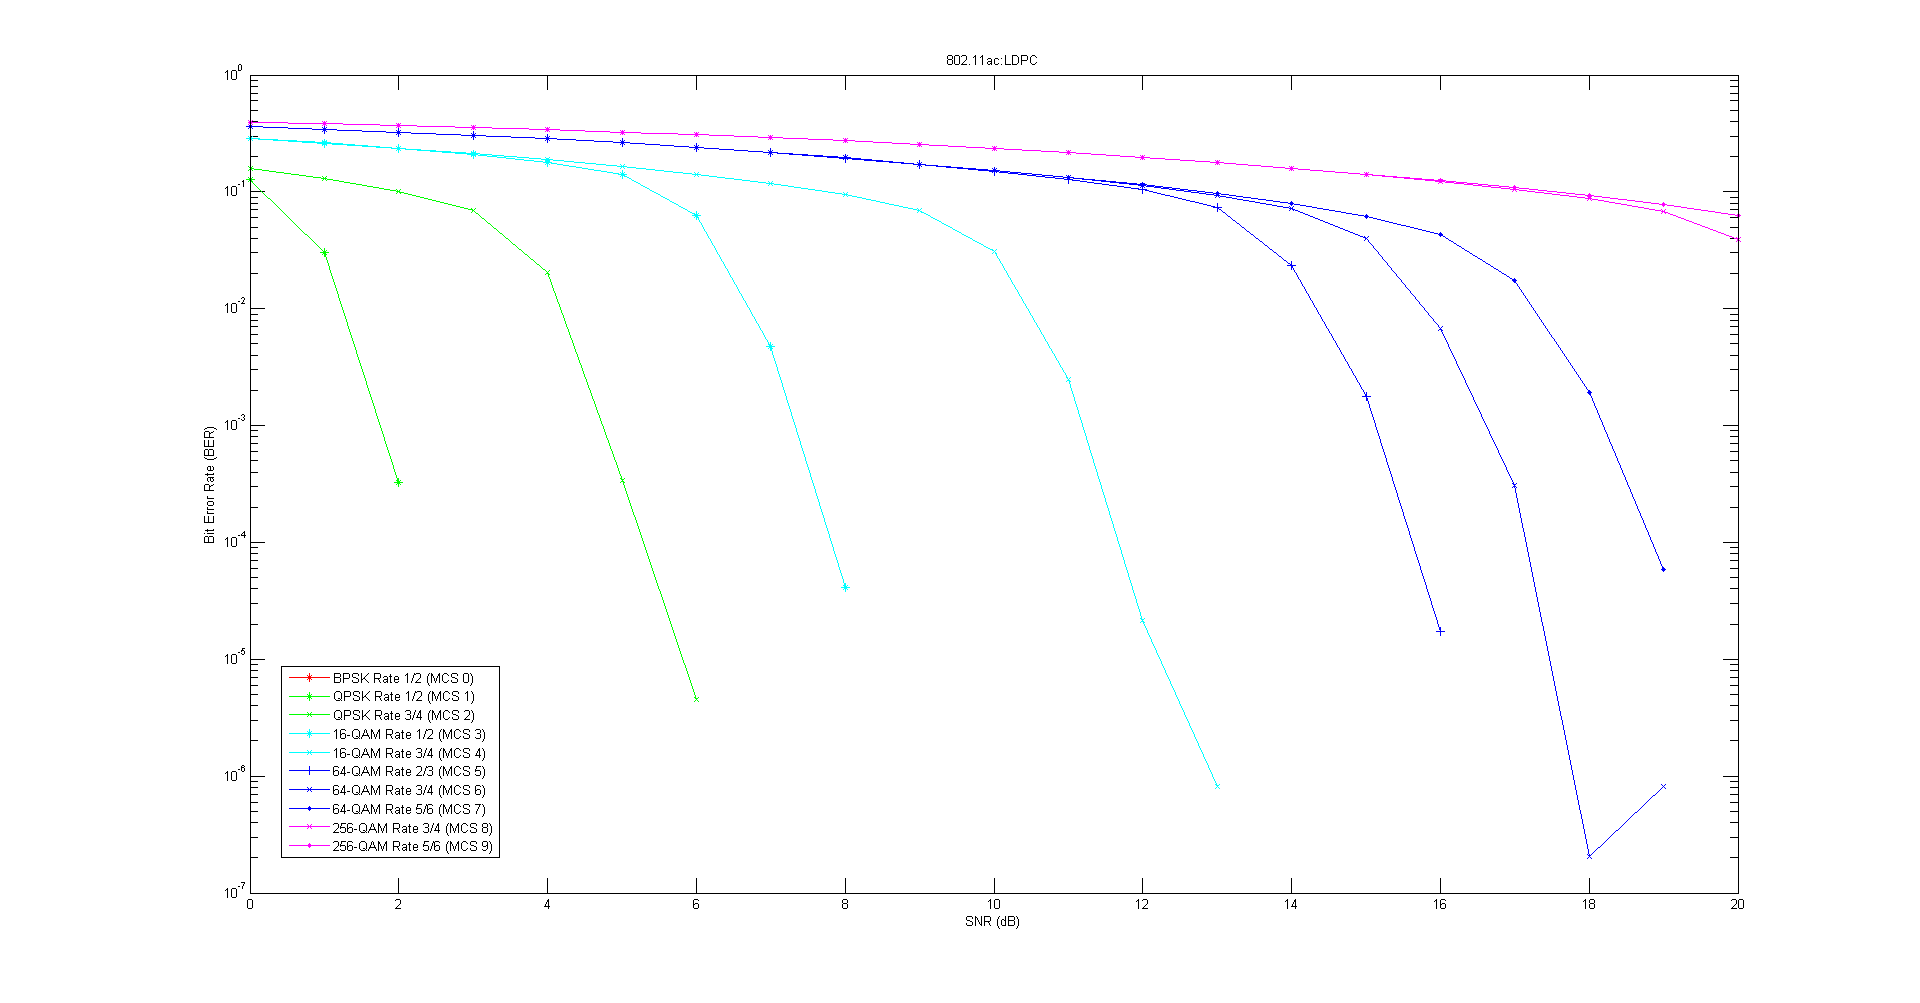 802.11ac:LDPC
10^0
10^-1
10^-2
10^-3
10^-4
10^-5
10^-6
10^-7
Bit Error Rate (BER)
BPSK Rate 1/2 (MCS 0)
QPSK Rate 1/2 (MCS 1)
QPSK Rate 3/4 (MCS 2)
16-QAM Rate 1/2 (MCS 3)
16-QAM Rate 3/4 (MCS 4)
64-QAM Rate 2/3 (MCS 5)
64-QAM Rate 3/4 (MCS 6)
64-QAM Rate 5/6 (MCS 7)
256-QAM Rate 3/4 (MCS 8)
256-QAM Rate 5/6 (MCS 9)
0 2 4 6 8 10 12 14 16 18 20
SNR (dB)